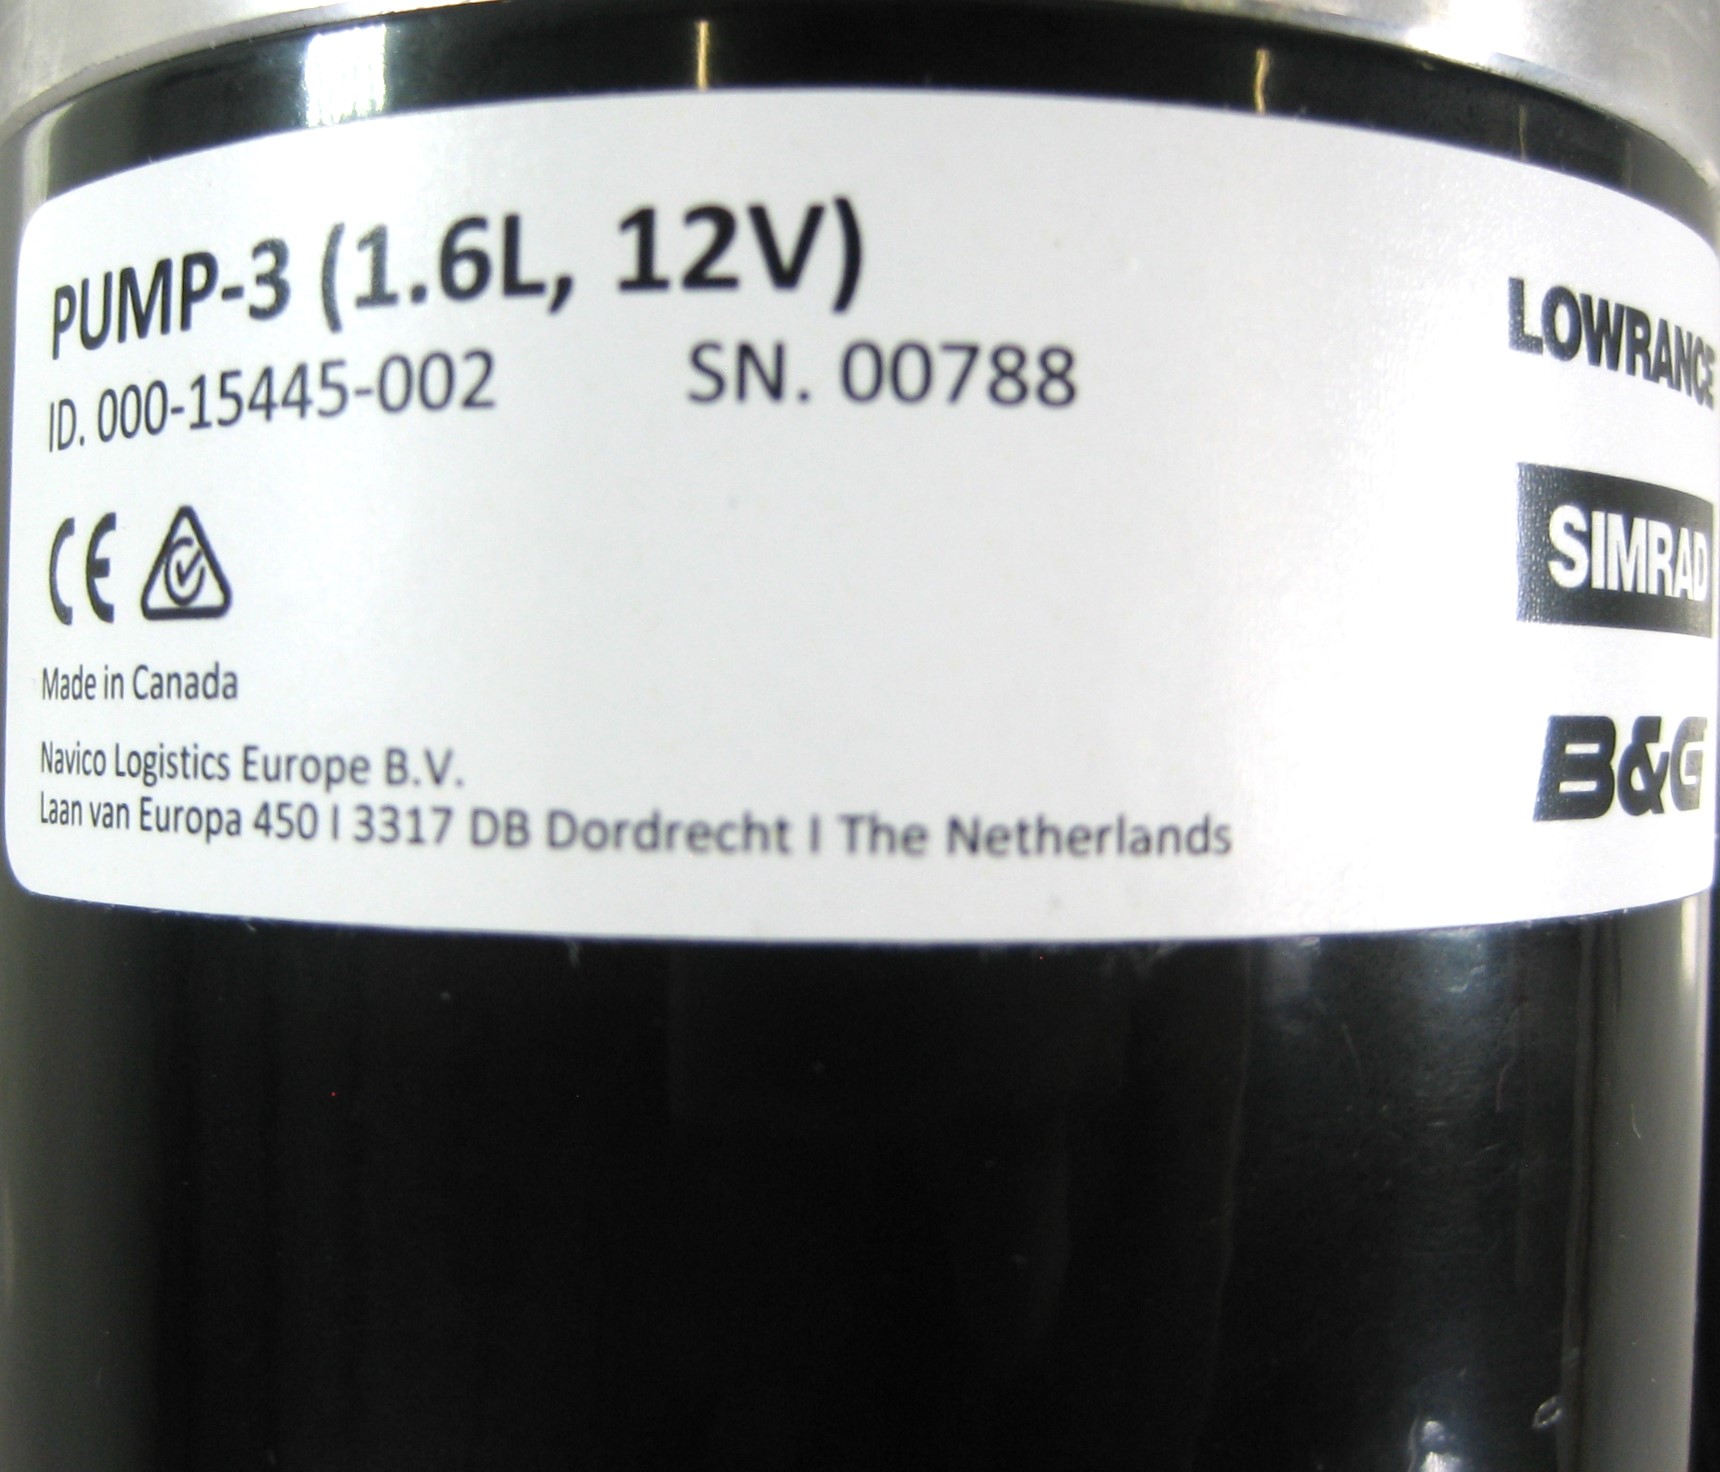 PUMP-3 (1.6L, 12V)
ID. 000-15445-002 SN. 00788
CE
Made in Canada
Navico Logistics Europe B.V.
Laan van Europa 450 I 3317 DB Dordrecht I The Netherlands
LOWRANCE
SIMRAD
B&G